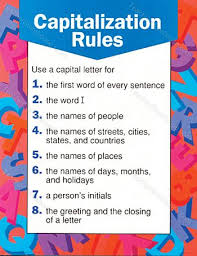 Capitalization
Rules
Use a capital letter for
1. the first word of every sentence
2. the word I
3. the names of people
4. the names of streets, cities,
states, and countries
5. the names of places
6. the names of days, months,
and holidays
7. a person's initials
8. the greeting and the closing
of a letter